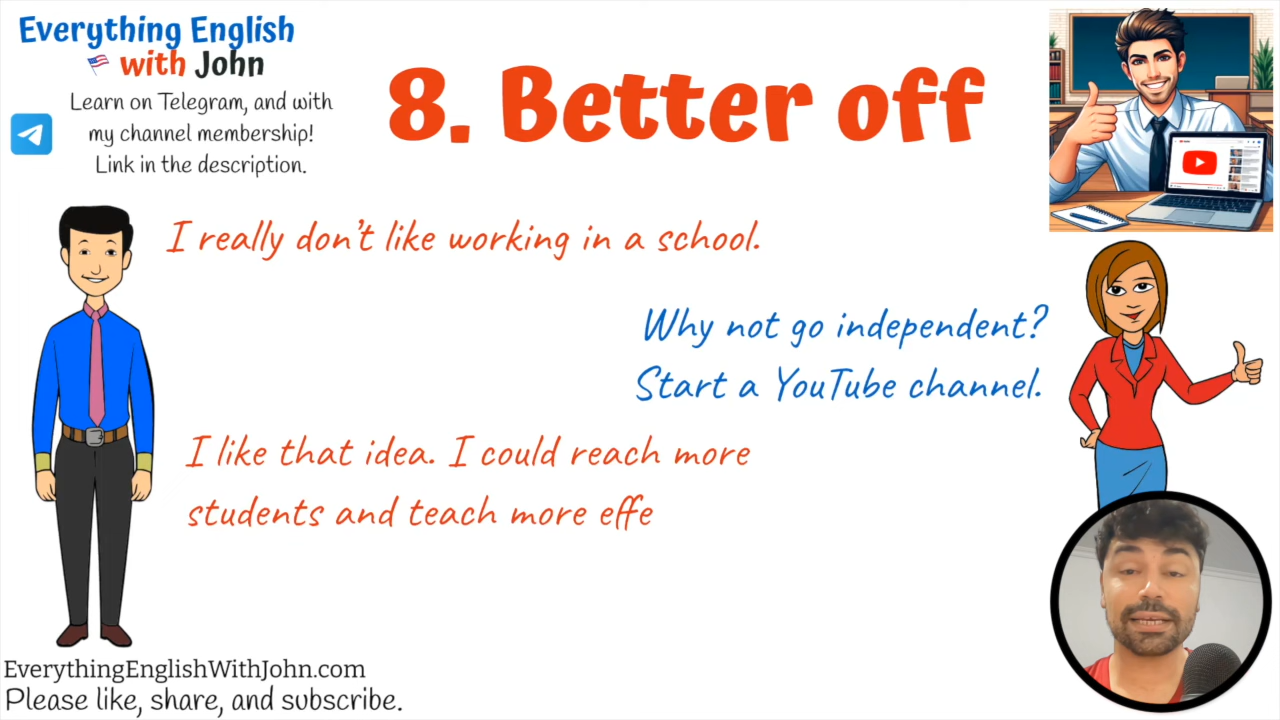 Everything English
with John
Learn on Telegram, and with
my channel membership!
Link in the description.
8. Better off
I really don't like working in a school.
Why not go independent?
Start a YouTube channel.
I like that idea. I could reach more
students and teach more effe
EverythingEnglishWithJohn.com
Please like, share, and subscribe.